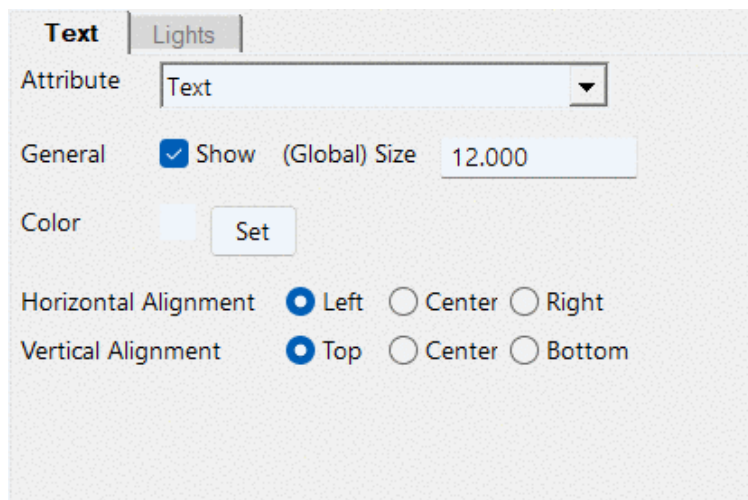 Text Lights
Attribute Text
General Show (Global) Size 12.000
Color Set
Horizontal Alignment Left Center Right
Vertical Alignment Top Center Bottom